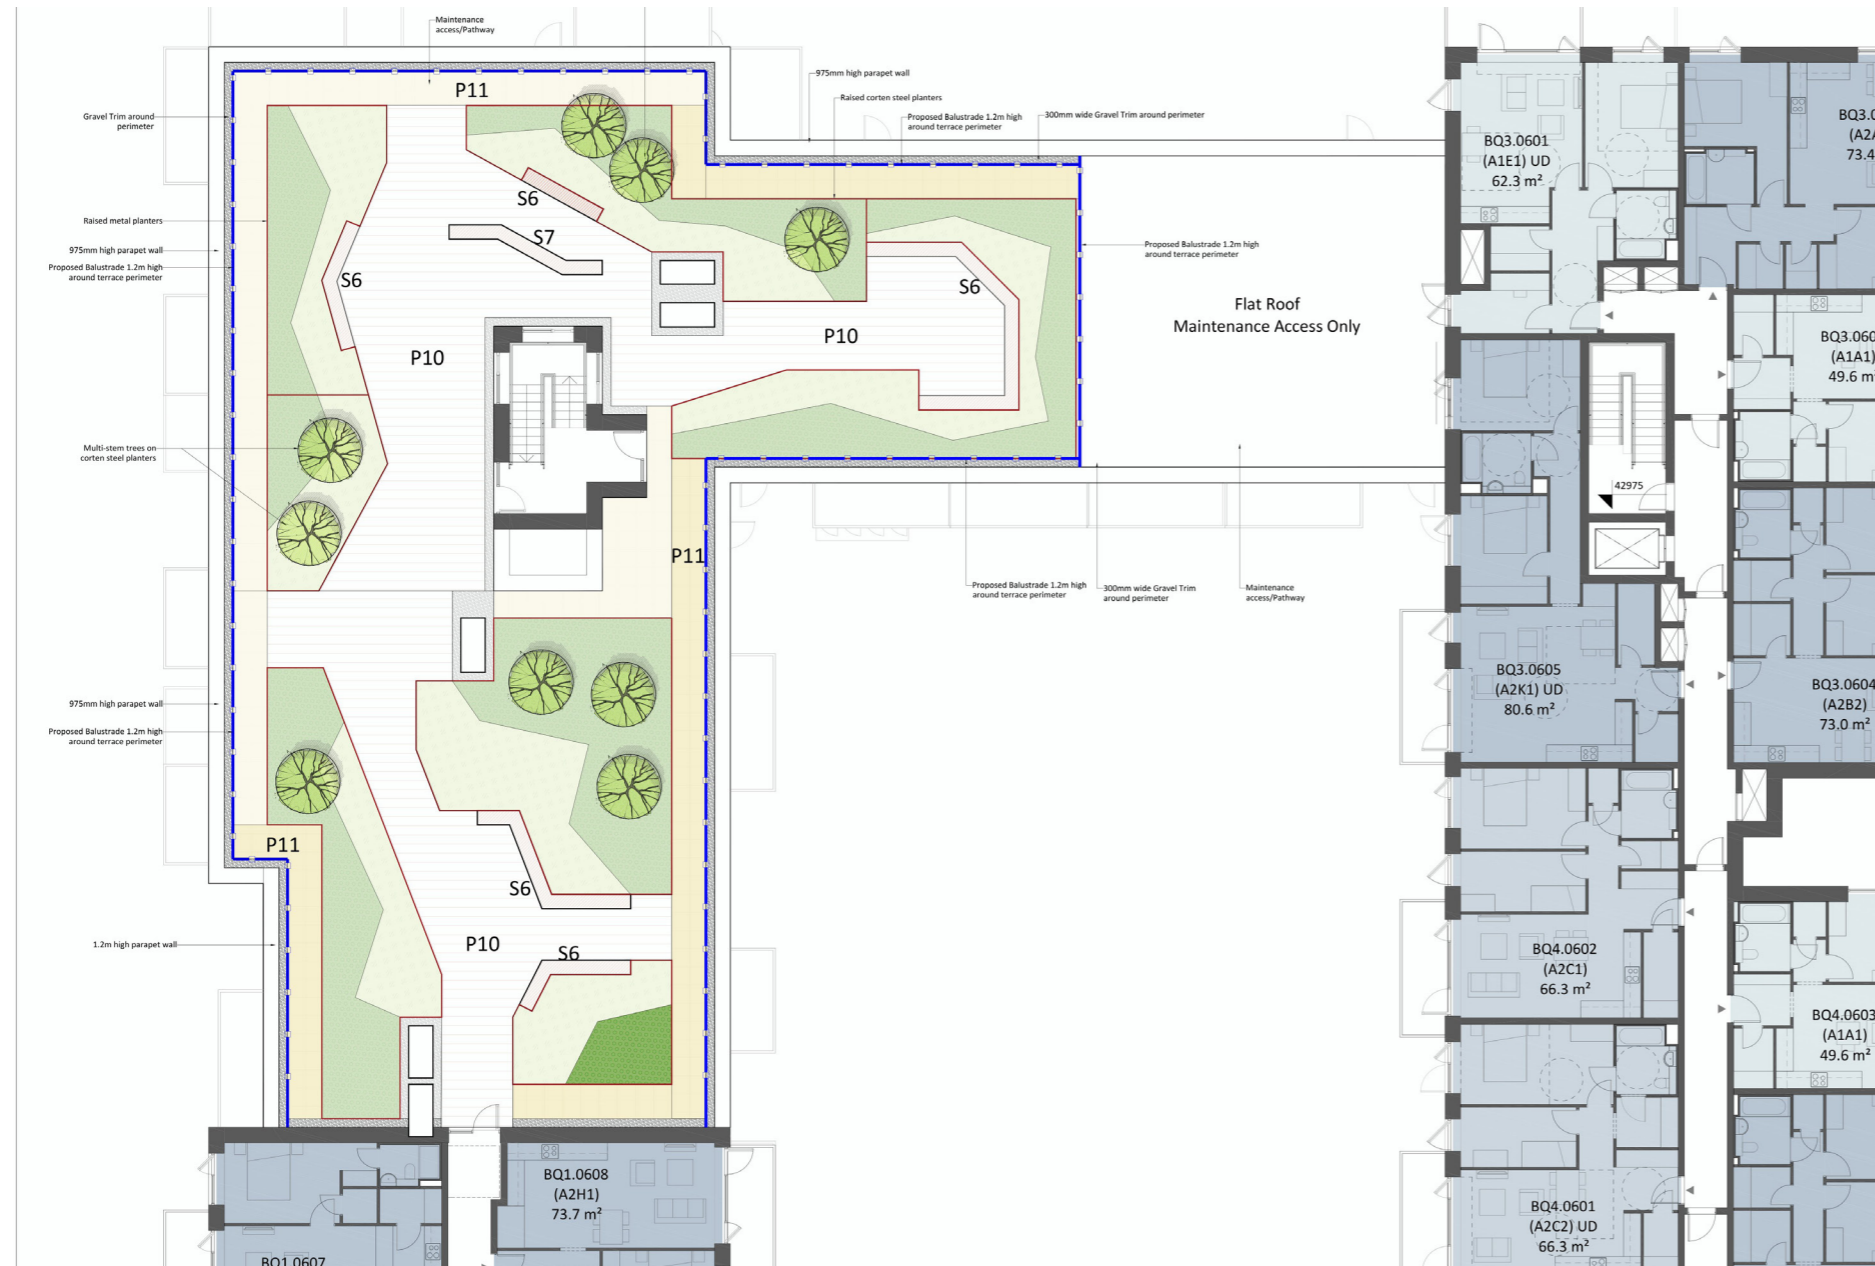 Maintenance
access/Pathway
975mm high parapet wall
Raised corten steel planters
Proposed Balustrade 1.2m high
around terrace perimeter
300mm wide Gravel Trim around perimeter
Gravel Trim around
perimeter
P11
BQ3.0601
(A1E1) UD
62.3 m²
S6
S7
Raised metal planters
975mm high parapet wall
Proposed Balustrade 1.2m high
around terrace perimeter
S6
S6
Proposed Balustrade 1.2m high
around terrace perimeter
Flat Roof
Maintenance Access Only
P10
P10
(A1A1)
49.6 m
Multi-stem trees on
corten steel planters
42975
P11
Proposed Balustrade 1.2m high
around terrace perimeter
300mm wide Gravel Trim
around perimeter
Maintenance
access/Pathway
BQ3.0605
(A2K1) UD
80.6 m²
BQ3.0604
(A2B2)
73.0 m²
975mm high parapet wall
Proposed Balustrade 1.2m high
around terrace perimeter
P11
S6
1.2m high parapet wall
P10
S6
BQ4.0602
(A2C1)
66.3 m²
BQ4.0603
(A1A1)
49.6 m²
BQ1.0608
(A2H1)
73.7 m²
BQ4.0601
(A2C2) UD
66.3 m²
BQ1.0607